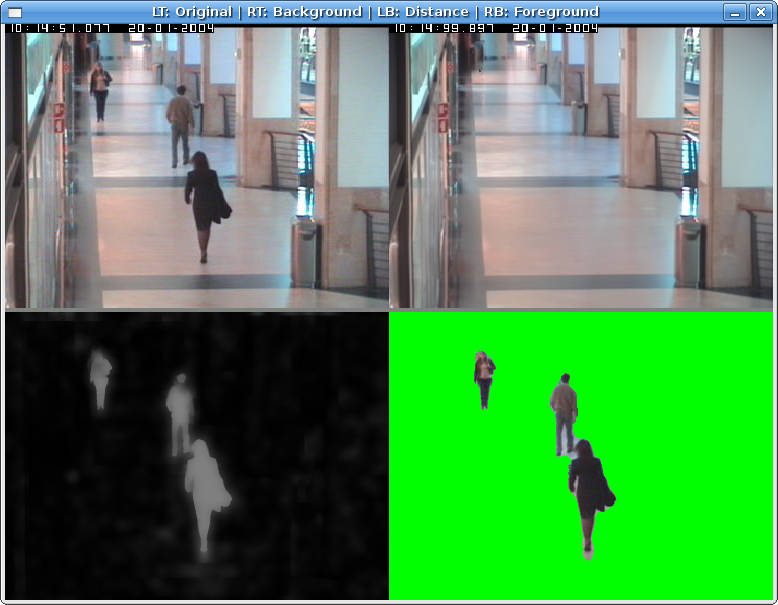 LT: Original | RT: Background | LB: Distance | RB: Foreground
10:14:51.077 20-01-2004
10:14:99.897 20-01-2004